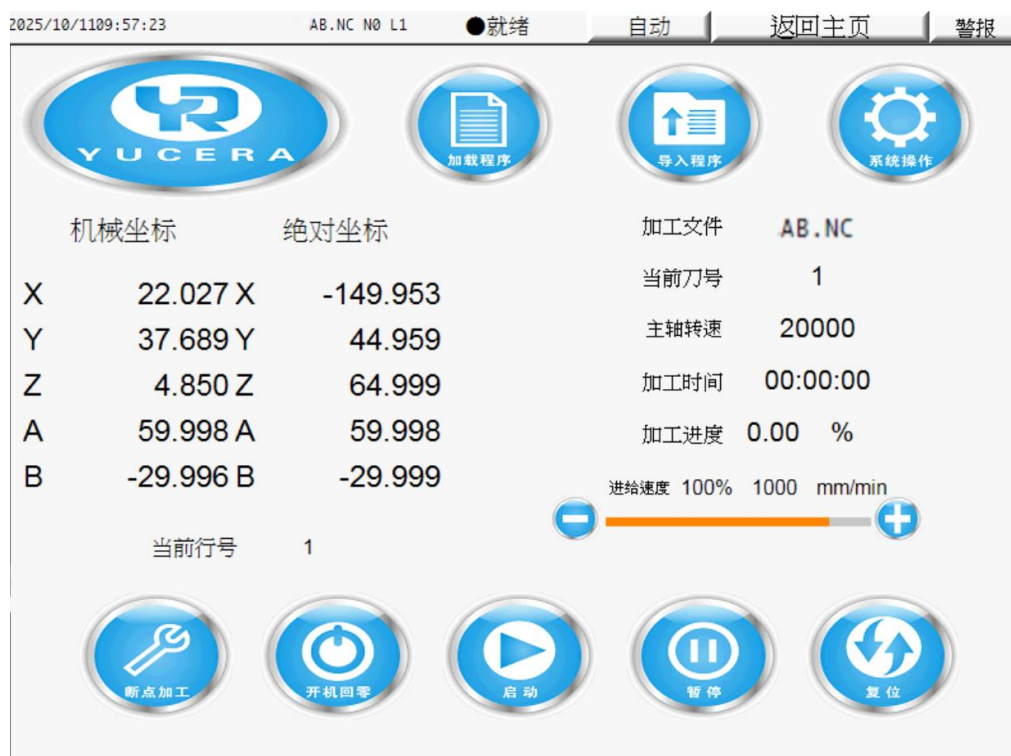 2025/10/1109:57:23 AB.NC N0 L1 ●就绪 自动 返回主页 警报
YUCERA 加载程序 导入程序 系统操作
机械坐标 绝对坐标
X 22.027 X -149.953
Y 37.689 Y 44.959
Z 4.850 Z 64.999
A 59.998 A 59.998
B -29.996 B -29.999
当前行号 1
加工文件 AB.NC
当前刀号 1
主轴转速 20000
加工时间 00:00:00
加工进度 0.00 %
进给速度 100% 1000 mm/min
断点加工 开机回零 启动 暂停 复位